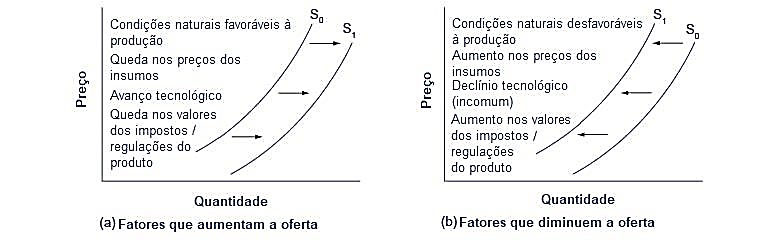 S0
S1
Condições naturais favoráveis à
produção
Queda nos preços dos
insumos
Avanço tecnológico
Queda nos valores
dos impostos /
regulações do
produto
Preço
Quantidade
(a) Fatores que aumentam a oferta
S1
S0
Condições naturais desfavoráveis
à produção
Aumento nos preços dos
insumos
Declínio tecnológico
(incomum)
Aumento nos valores
dos impostos /
regulações
do produto
Preço
Quantidade
(b) Fatores que diminuem a oferta